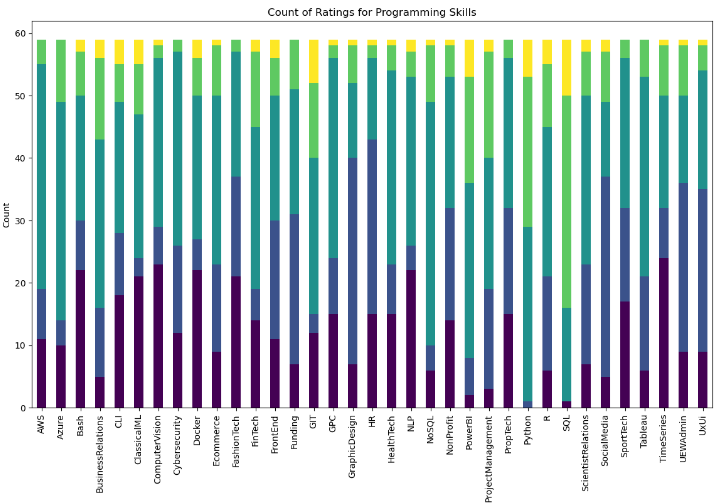 Count of Ratings for Programming Skills
60
50
40
30
20
10
0
Count
AWS
Azure
Bash
BusinessRelations
CLI
ClassicalML
ComputerVision
Cybersecurity
Docker
Ecommerce
FashionTech
FinTech
FrontEnd
Funding
GIT
GPC
GraphicDesign
HR
HealthTech
NLP
NoSQL
NonProfit
PowerBI
ProjectManagement
PropTech
Python
R
SQL
ScientistRelations
SocialMedia
SportTech
Tableau
TimeSeries
UEWAdmin
UxUi